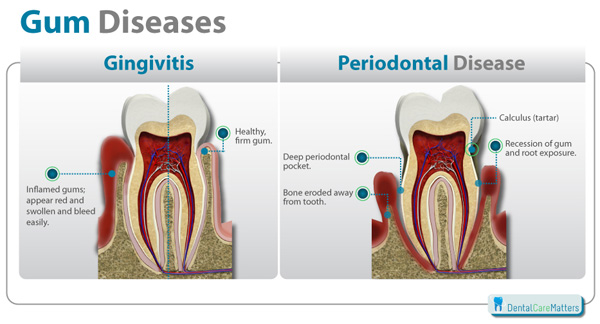 Gum Diseases
Gingivitis
Healthy,
firm gum.
Inflamed gums;
appear red and
swollen and bleed
easily.
Periodontal Disease
Calculus (tartar)
Recession of gum
and root exposure.
Deep periodontal
pocket.
Bone eroded away
from tooth.
DentalCareMatters